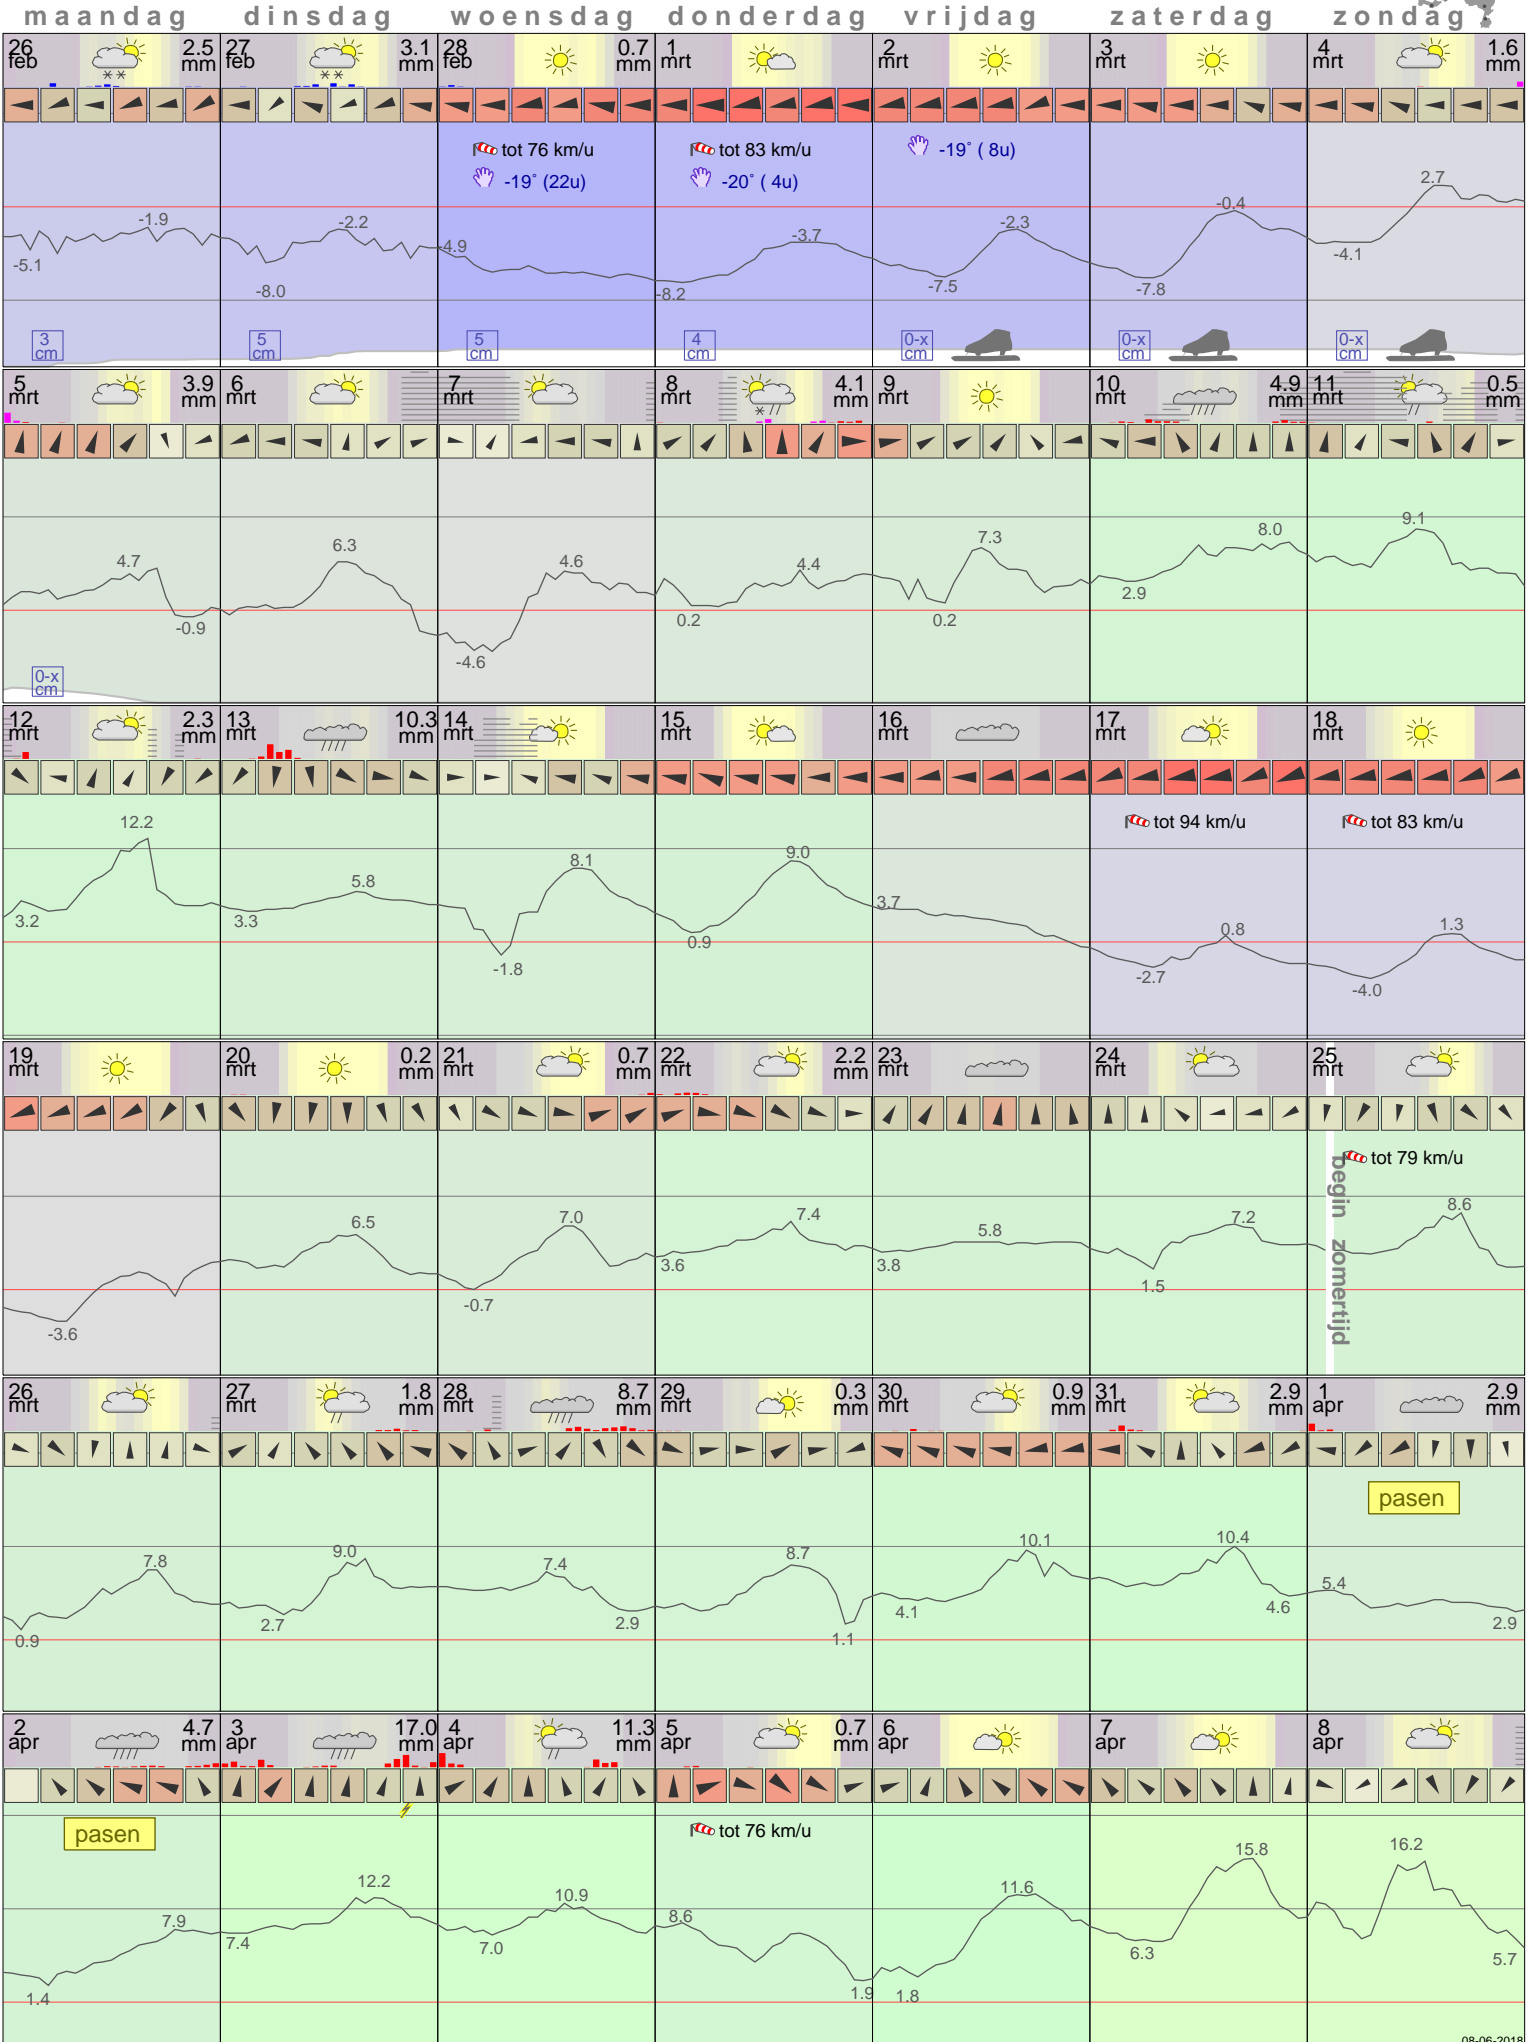 maandag dinsdag woensdag donderdag vrijdag zaterdag zondag
26 feb 2.5 mm
-1.9
-5.1
3 cm
27 feb 3.1 mm
-2.2
-8.0
5 cm
28 feb 0.7 mm
tot 76 km/u
-19° (22u)
-4.9
5 cm
1 mrt
tot 83 km/u
-20° ( 4u)
-3.7
-8.2
4 cm
2 mrt
-19° ( 8u)
-2.3
-7.5
0-x cm
3 mrt
-0.4
-7.8
0-x cm
4 mrt 1.6 mm
2.7
-4.1
0-x cm
5 mrt 3.9 mm
4.7
-0.9
0-x cm
6 mrt
6.3
7 mrt
4.6
-4.6
8 mrt 4.1 mm
4.4
0.2
9 mrt
7.3
0.2
10 mrt 4.9 mm
8.0
2.9
11 mrt 0.5 mm
9.1
12 mrt 2.3 mm
12.2
3.2
13 mrt 10.3 mm
5.8
3.3
14 mrt
8.1
-1.8
15 mrt
9.0
0.9
16 mrt
3.7
17 mrt
tot 94 km/u
0.8
-2.7
18 mrt
tot 83 km/u
1.3
-4.0
19 mrt
-3.6
20 mrt 0.2 mm
6.5
21 mrt 0.7 mm
7.0
-0.7
22 mrt 2.2 mm
7.4
3.6
23 mrt
5.8
3.8
24 mrt
7.2
1.5
25 mrt
tot 79 km/u
begin zomertijd
8.6
26 mrt
7.8
0.9
27 mrt 1.8 mm
9.0
2.7
28 mrt 8.7 mm
7.4
2.9
29 mrt 0.3 mm
8.7
1.1
30 mrt 0.9 mm
10.1
4.1
31 mrt 2.9 mm
10.4
4.6
1 apr 2.9 mm
pasen
5.4
2.9
2 apr 4.7 mm
pasen
7.9
1.4
3 apr 17.0 mm
12.2
7.4
4 apr 11.3 mm
10.9
7.0
5 apr 0.7 mm
tot 76 km/u
8.6
1.9
6 apr
11.6
1.8
7 apr
15.8
6.3
8 apr
16.2
5.7
08-06-2018